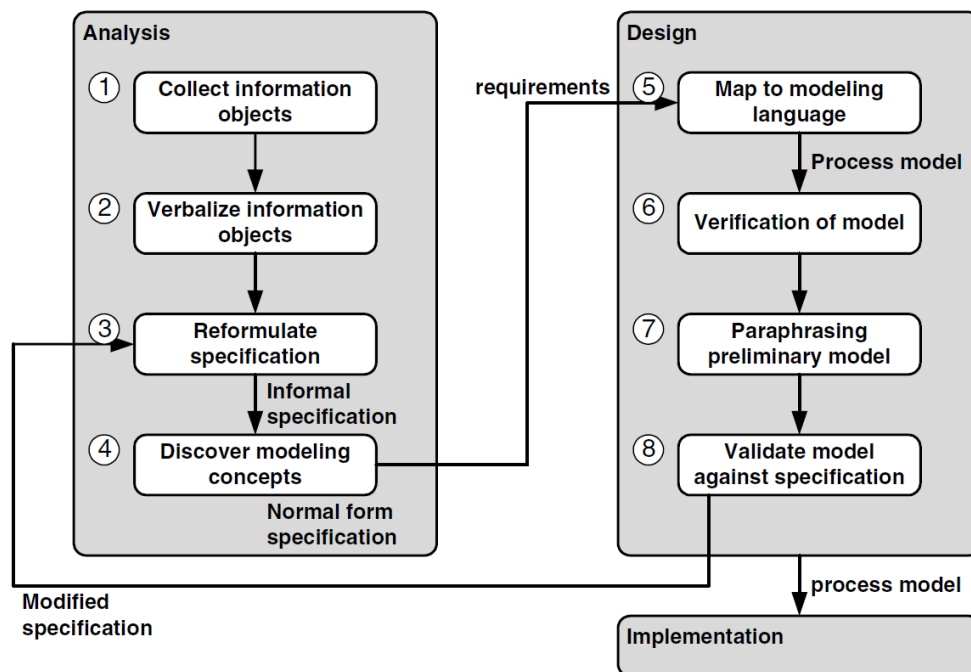 Analysis
1
Collect information
objects
2
Verbalize information
objects
3
Reformulate
specification
Informal
specification
4
Discover modeling
concepts
Normal form
specification
requirements
Design
5
Map to modeling
language
Process model
6
Verification of model
7
Paraphrasing
preliminary model
8
Validate model
against specification
Modified
specification
process model
Implementation